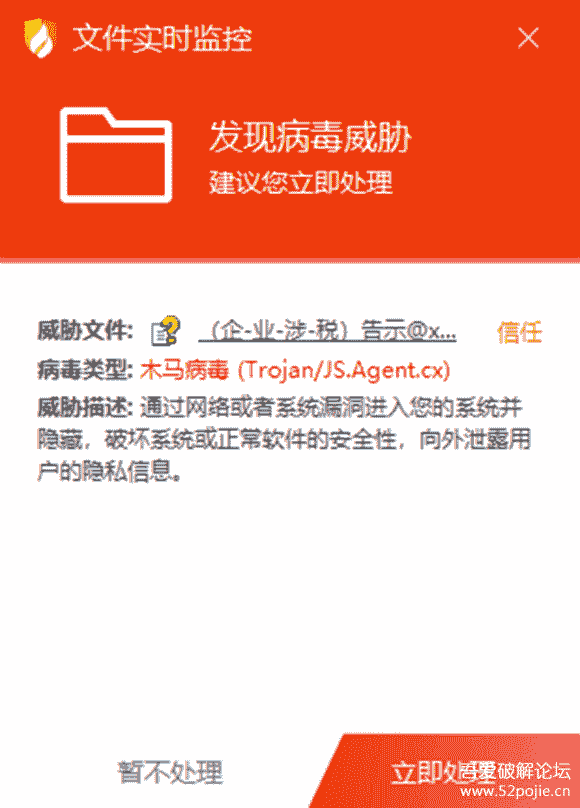 文件实时监控
发现病毒威胁
建议您立即处理
威胁文件: （企-业-涉-税）告示@x... 信任
病毒类型: 木马病毒 (Trojan/JS.Agent.cx)
威胁描述: 通过网络或者系统漏洞进入您的系统并
隐藏，破坏系统或正常软件的安全性，向外泄露用
户的隐私信息。
暂不处理
立即处理
吾爱破解论坛
www.52pojie.cn